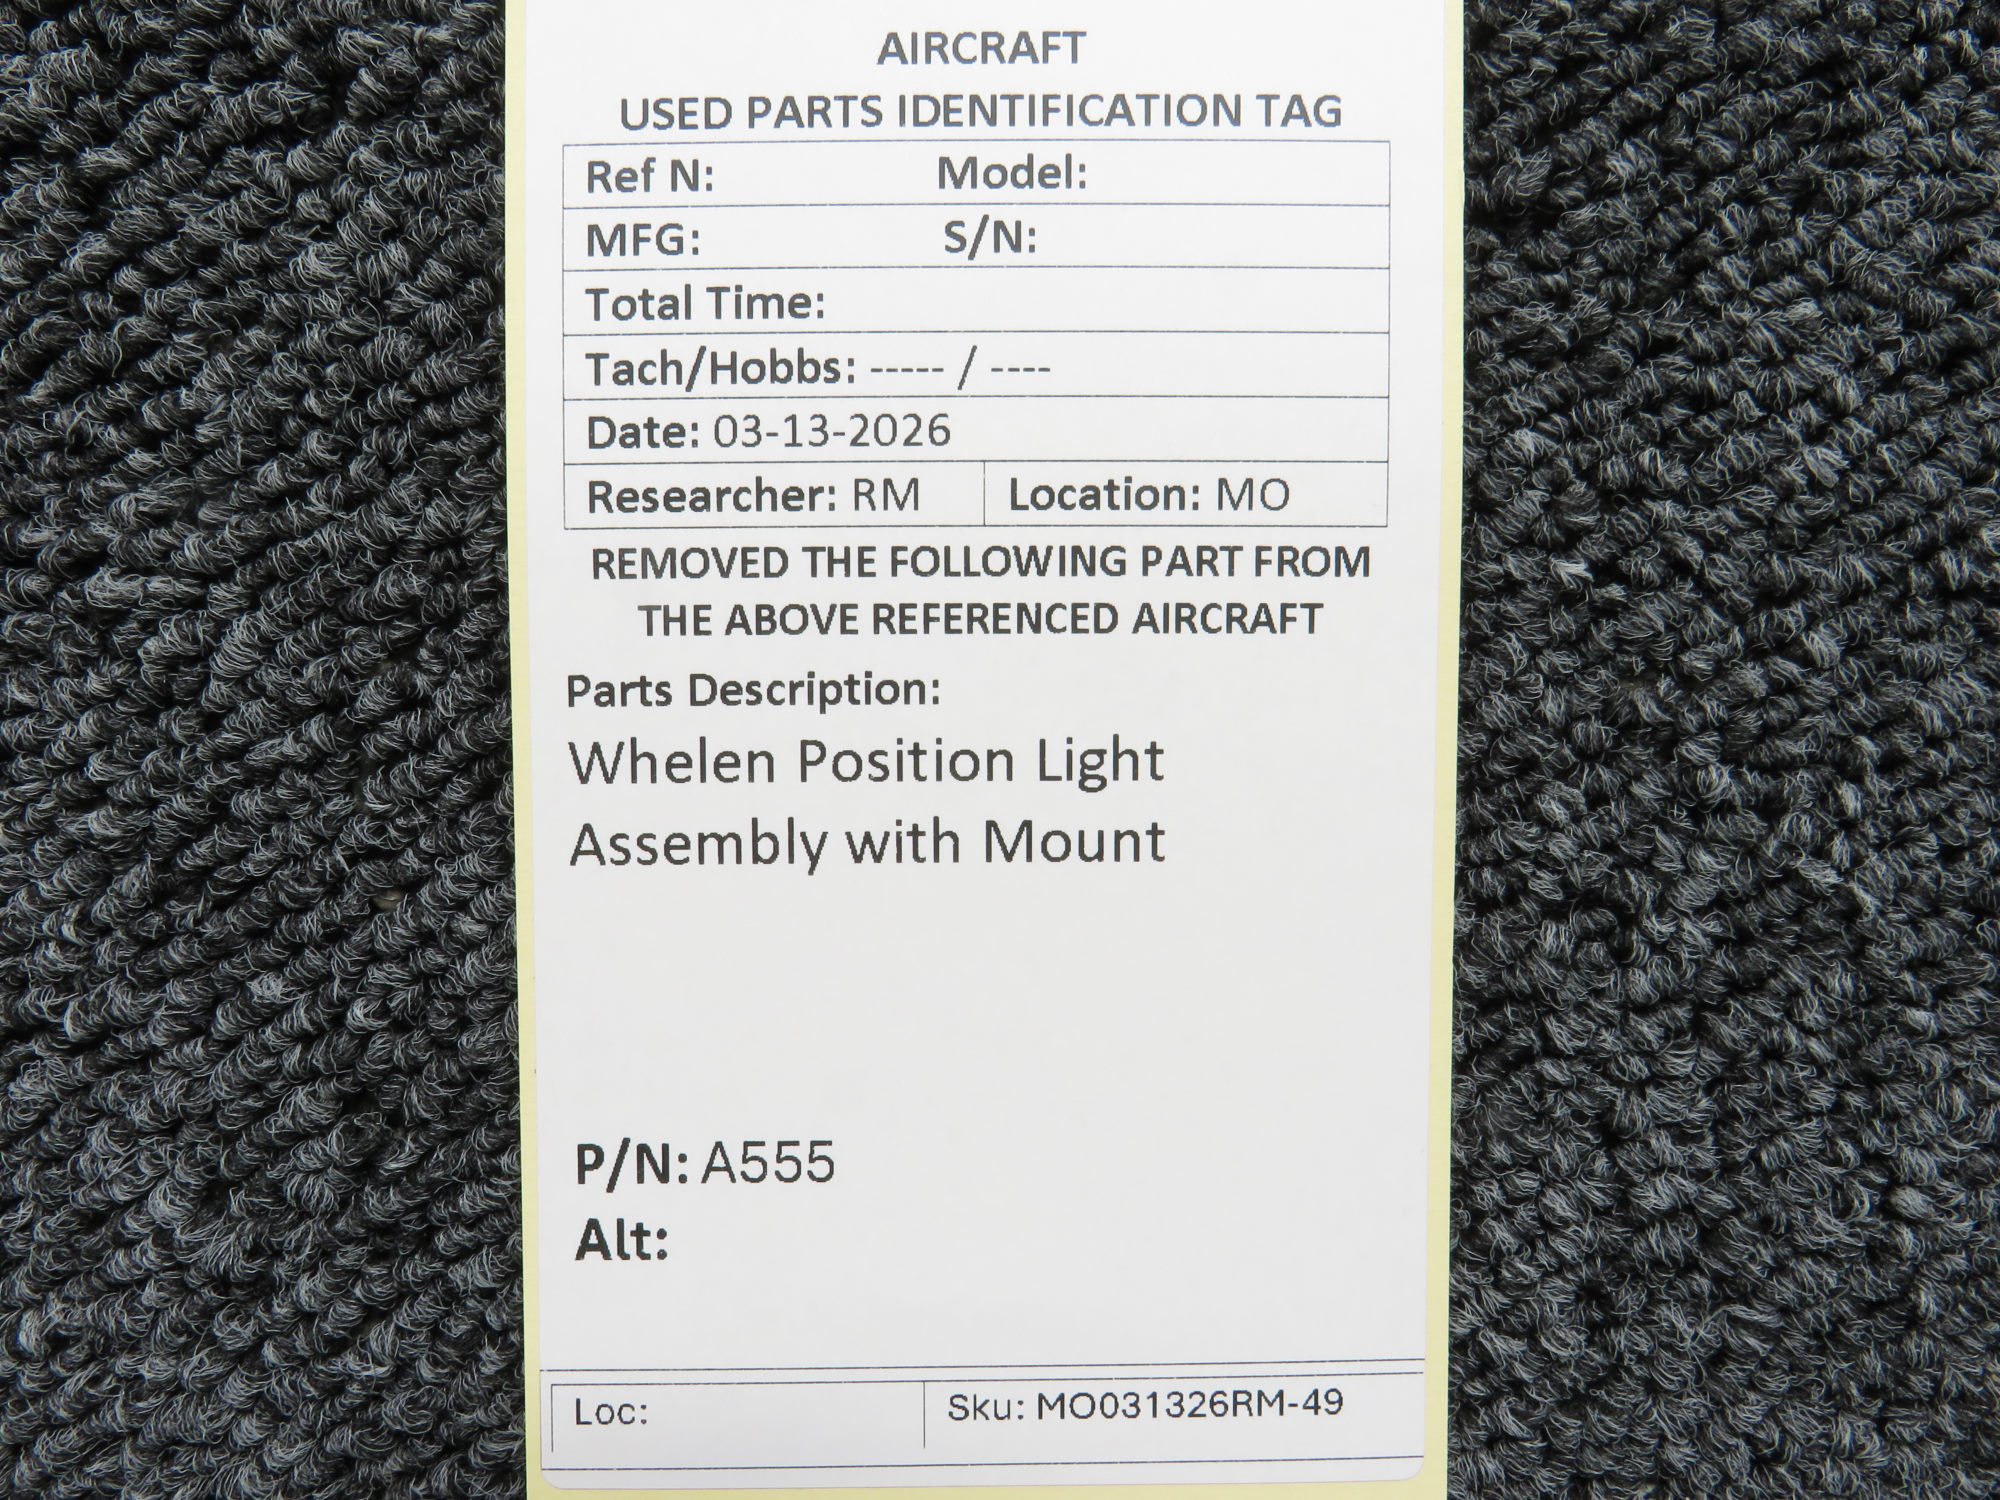 AIRCRAFT
USED PARTS IDENTIFICATION TAG
Ref N: Model:
MFG: S/N:
Total Time:
Tach/Hobbs: ----- / ----
Date: 03-13-2026
Researcher: RM Location: MO
REMOVED THE FOLLOWING PART FROM
THE ABOVE REFERENCED AIRCRAFT
Parts Description:
Whelen Position Light
Assembly with Mount
P/N: A555
Alt:
Loc: Sku: MO031326RM-49